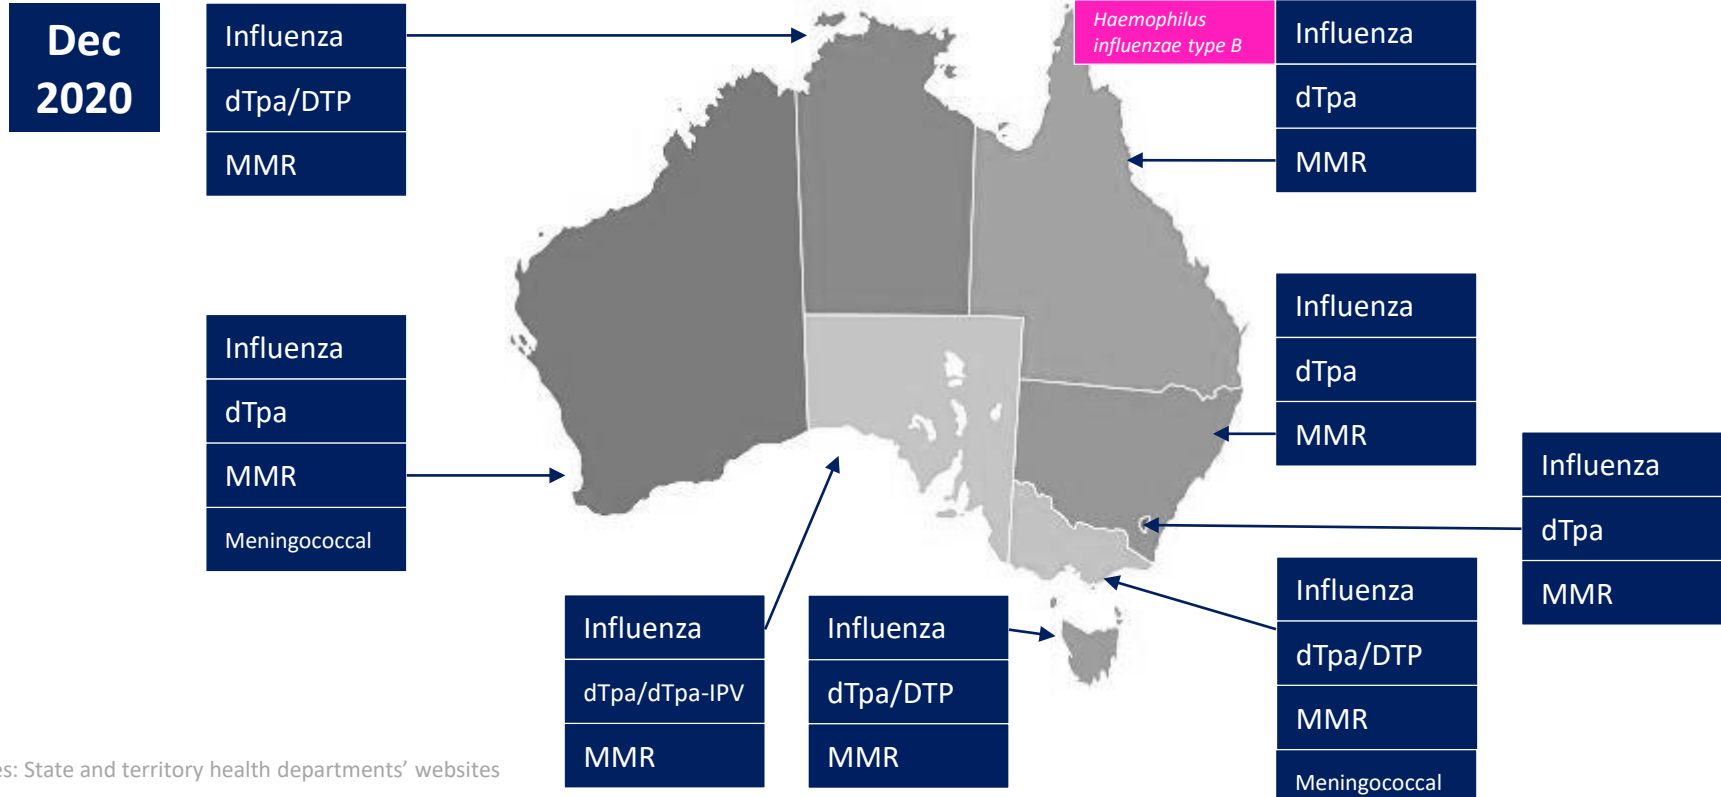 Dec
2020
Influenza
dTpa/DTP
MMR
Haemophilus
influenzae type B
Influenza
dTpa
MMR
Influenza
dTpa
MMR
Meningococcal
Influenza
dTpa
MMR
Influenza
dTpa
MMR
Influenza
dTpa/dTpa-IPV
MMR
Influenza
dTpa/DTP
MMR
Influenza
dTpa/DTP
MMR
Meningococcal
es: State and territory health departments’ websites